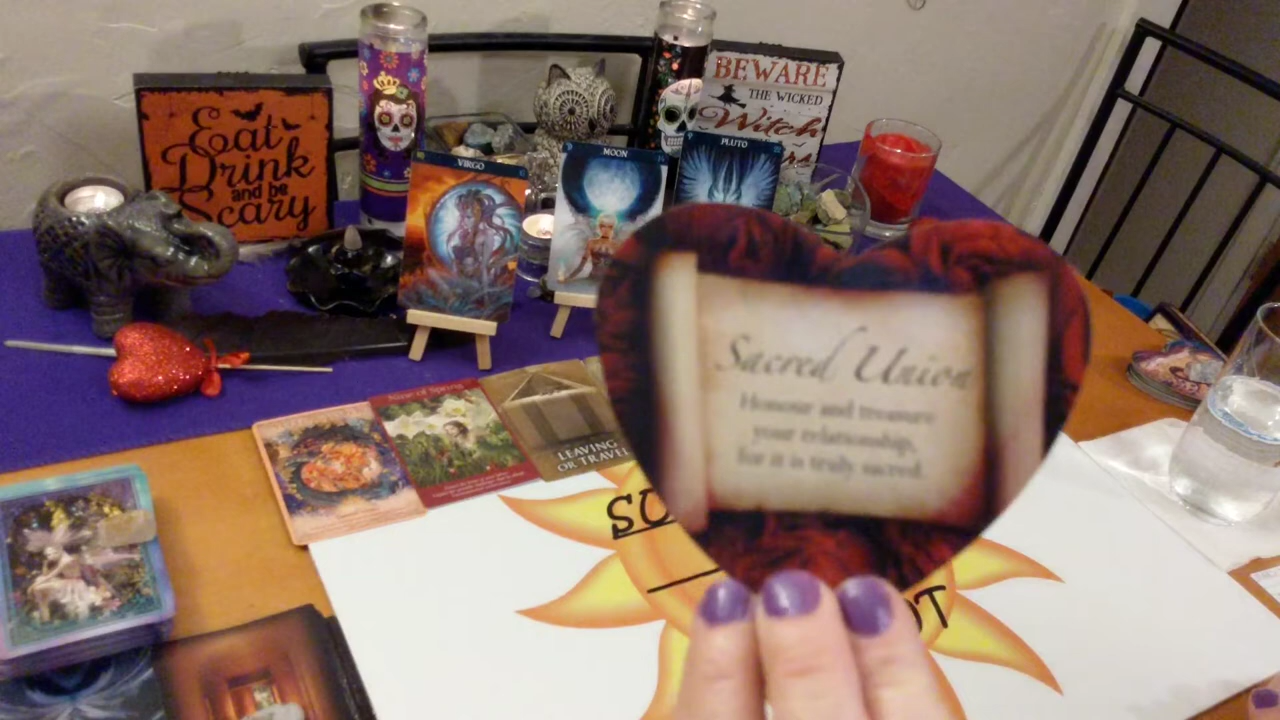 Eat
Drink
and be
Scary
BEWARE
THE WICKED
Witch
VIRGO
MOON
PLUTO
LEAVING
OR TRAVEL
Sacred Union
Honour and treasure
your relationship,
for it is truly sacred.